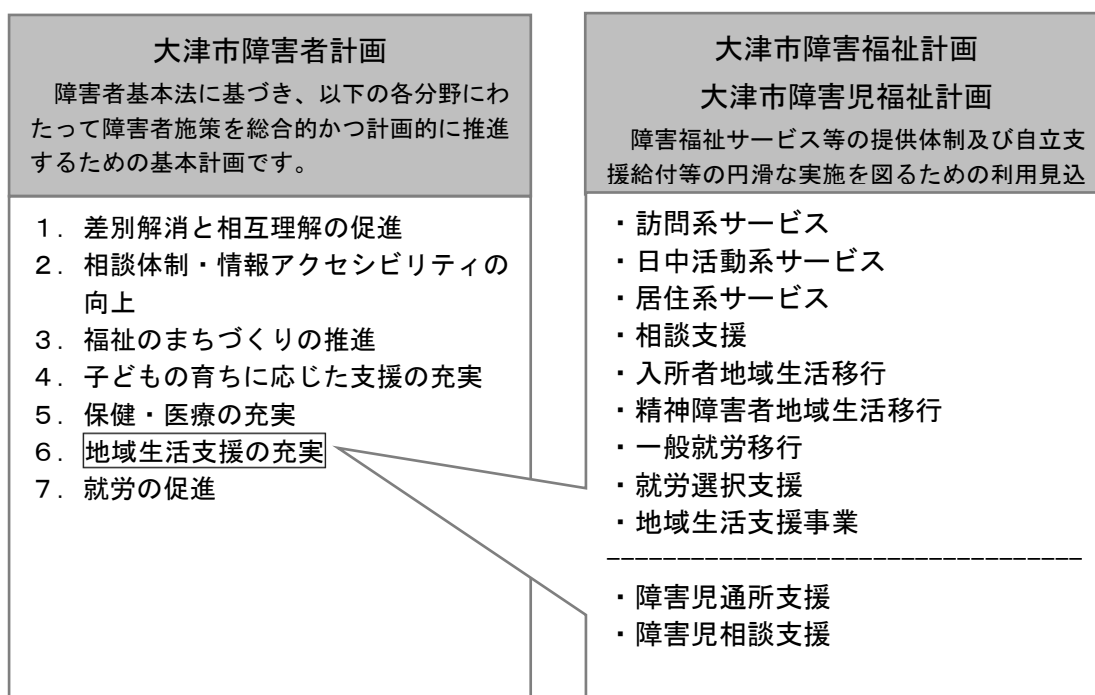 大津市障害者計画
障害者基本法に基づき、以下の各分野にわ
たって障害者施策を総合的かつ計画的に推進
するための基本計画です。
１．差別解消と相互理解の促進
２．相談体制・情報アクセシビリティの
向上
３．福祉のまちづくりの推進
４．子どもの育ちに応じた支援の充実
５．保健・医療の充実
６．地域生活支援の充実
７．就労の促進
大津市障害福祉計画
大津市障害児福祉計画
障害福祉サービス等の提供体制及び自立支
援給付等の円滑な実施を図るための利用見込
・訪問系サービス
・日中活動系サービス
・居住系サービス
・相談支援
・入所者地域生活移行
・精神障害者地域生活移行
・一般就労移行
・就労選択支援
・地域生活支援事業
・障害児通所支援
・障害児相談支援